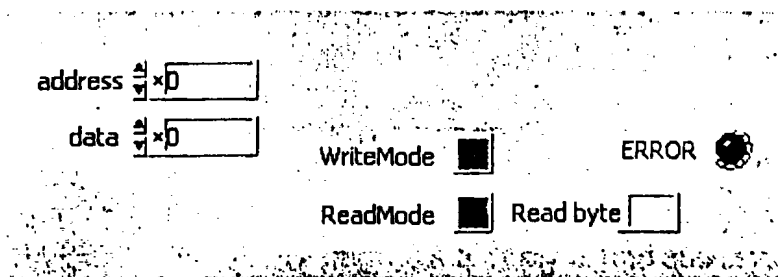 address x0
data x0
WriteMode ERROR
ReadMode Read byte